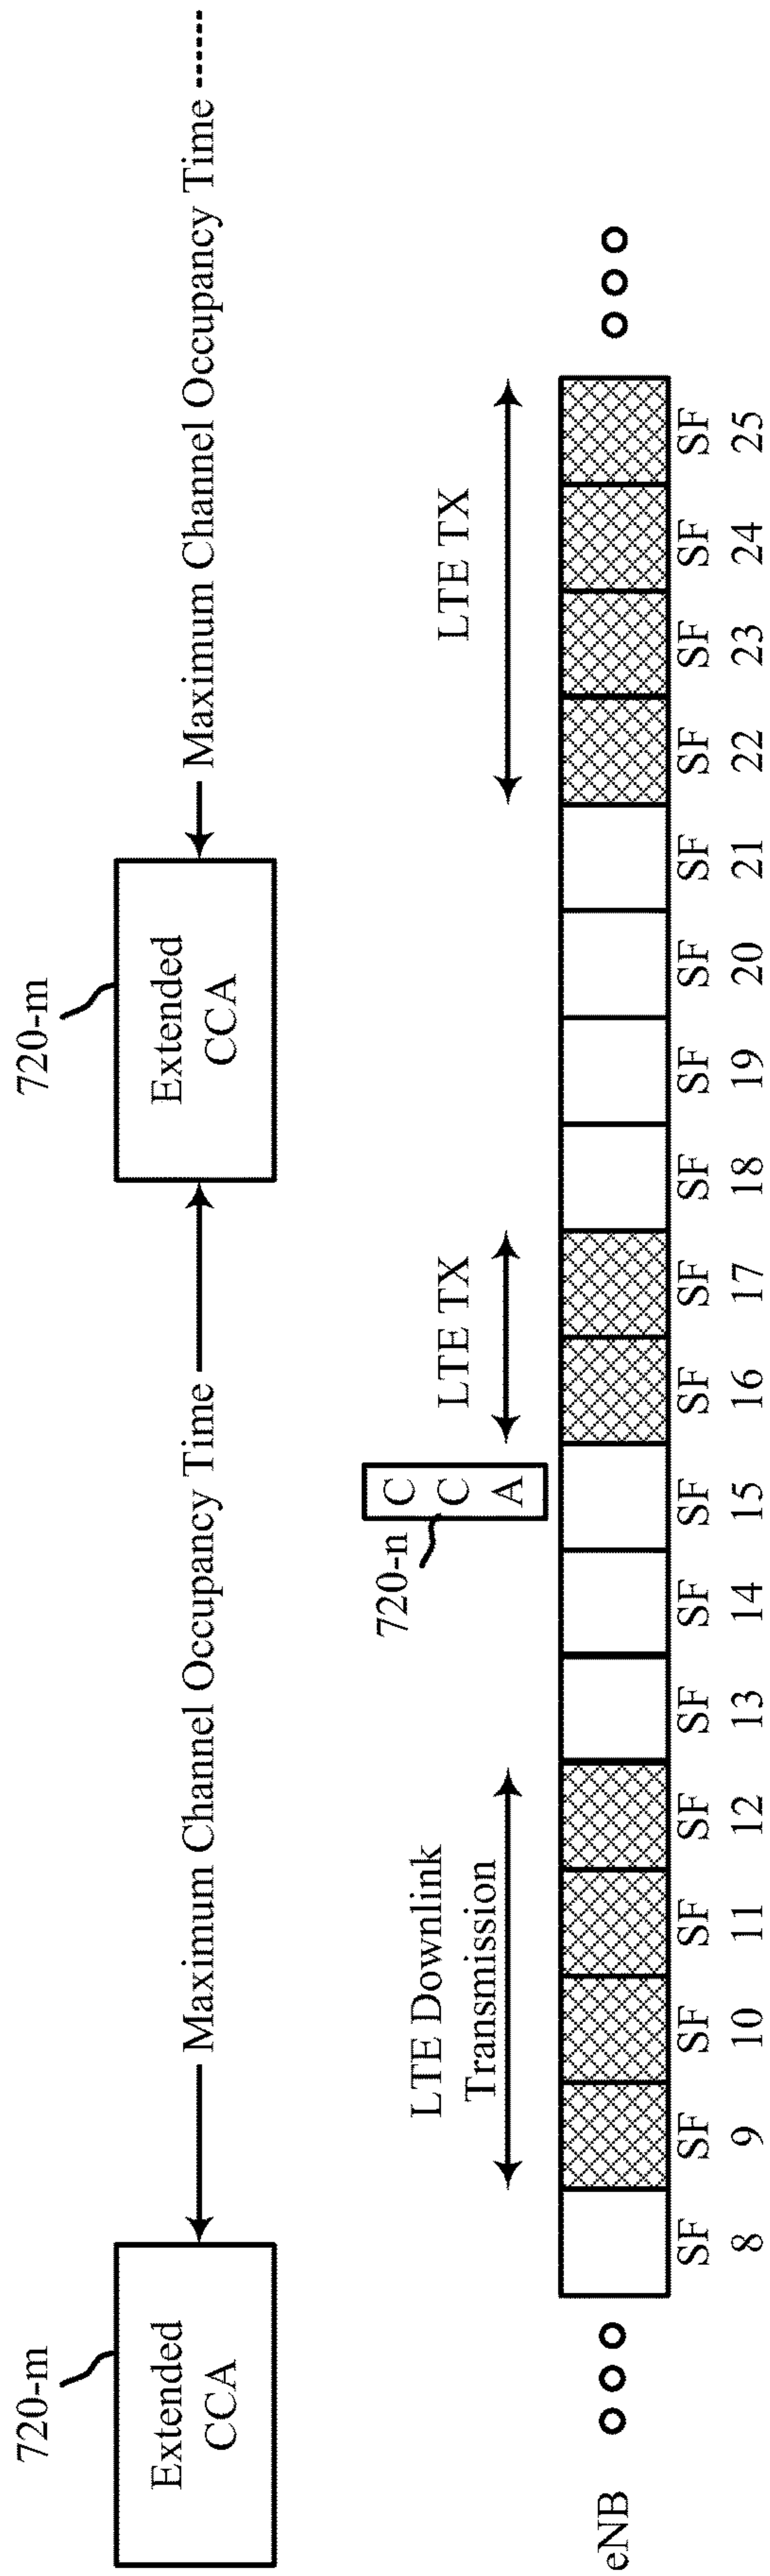 720-m
720-m
Extended
CCA
Maximum Channel Occupancy Time
Extended
CCA
Maximum Channel Occupancy Time
720-n
C
C
A
LTE Downlink
Transmission
LTE TX
LTE TX
eNB
SF SF SF SF SF SF SF SF SF SF SF SF SF SF SF SF SF SF
8 9 10 11 12 13 14 15 16 17 18 19 20 21 22 23 24 25